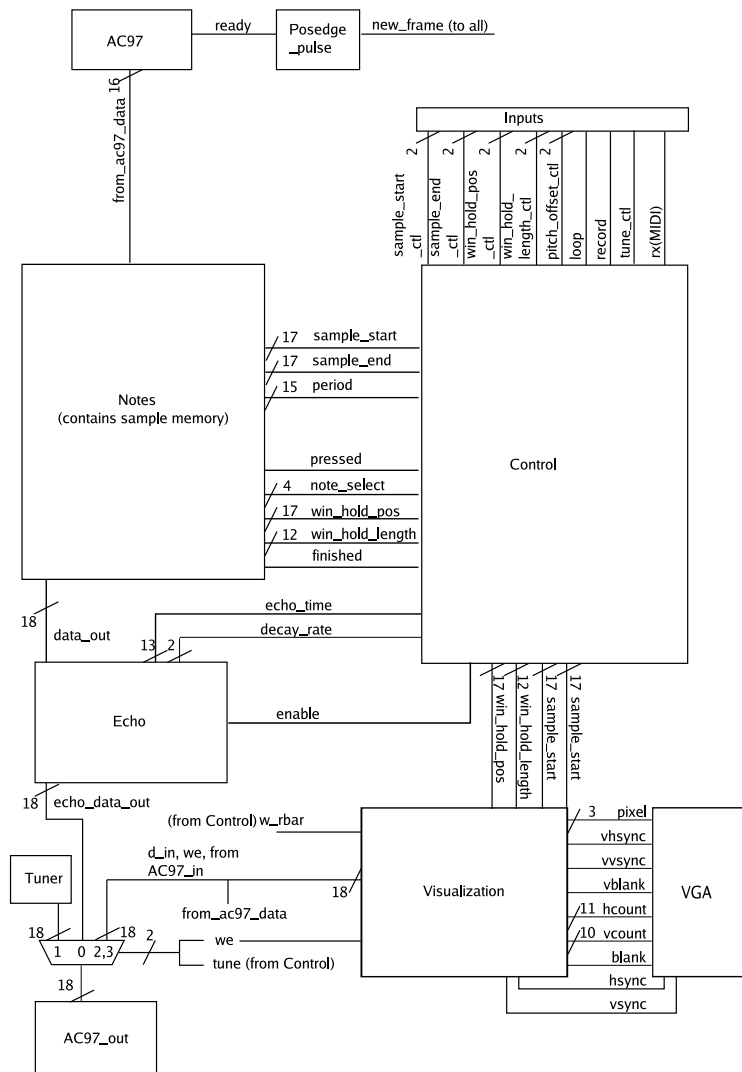 AC97
ready
Posedge
_pulse
new_frame (to all)
16
from_ac97_data
Inputs
2
2
2
2
2
sample_start
_ctl
sample_end
_ctl
win_hold_pos
_ctl
win_hold_
length_ctl
pitch_offset_ctl
loop
record
tune_ctl
rx(MIDI)
Notes
(contains sample memory)
17 sample_start
17 sample_end
15 period
pressed
4 note_select
17 win_hold_pos
12 win_hold_length
finished
Control
18
data_out
echo_time
decay_rate
13
2
Echo
enable
17 win_hold_pos
12 win_hold_length
17 sample_start
17 sample_start
18
echo_data_out
(from Control) w_rbar
d_in, we, from
AC97_in
18
from_ac97_data
Tuner
Visualization
3 pixel
vhsync
vvsync
vblank
11 hcount
10 vcount
blank
hsync
vsync
VGA
18
18
1 0 2,3
2
we
tune (from Control)
18
AC97_out